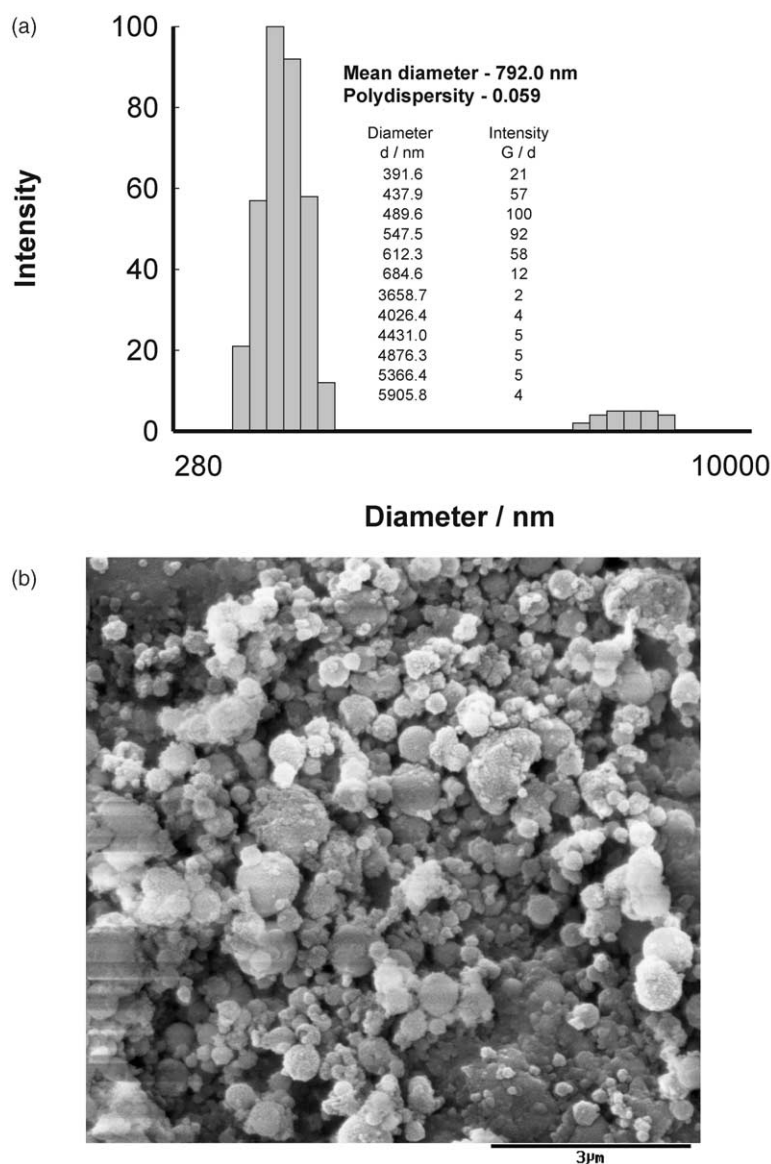 (a)
100
80
60
40
20
0
Intensity
Mean diameter - 792.0 nm
Polydispersity - 0.059
Diameter Intensity
d / nm G / d
391.6 21
437.9 57
489.6 100
547.5 92
612.3 58
684.6 12
3658.7 2
4026.4 4
4431.0 5
4876.3 5
5366.4 5
5905.8 4
280 10000
Diameter / nm
(b)
3µm